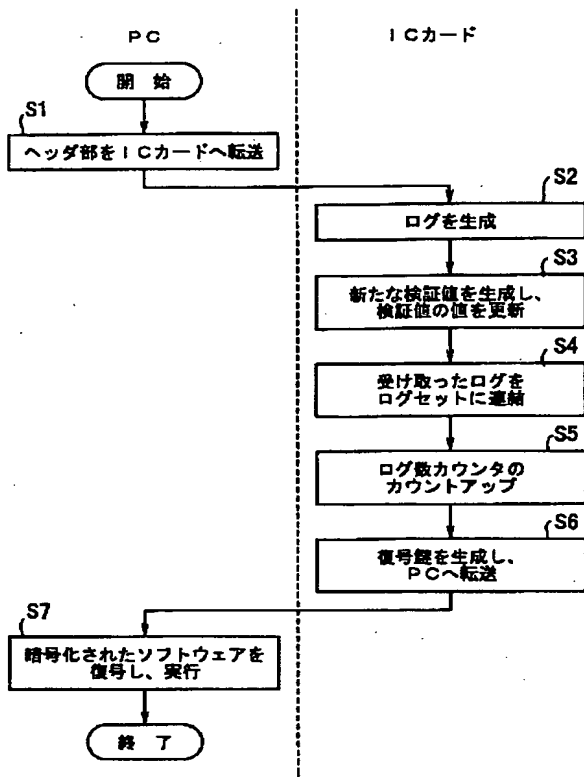 PC
ICカード
開 始
S1
ヘッダ部をICカードへ転送
S2
ログを生成
S3
新たな検証値を生成し、
検証値の値を更新
S4
受け取ったログを
ログセットに連結
S5
ログ数カウンタの
カウントアップ
S6
復号鍵を生成し、
PCへ転送
S7
暗号化されたソフトウェアを
復号し、実行
終 了